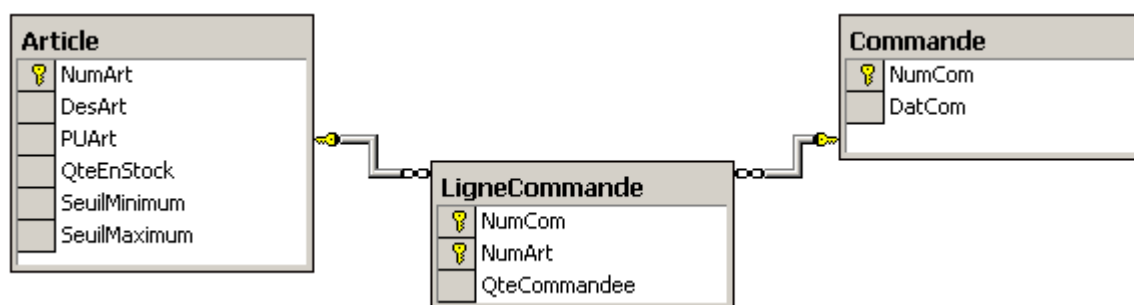 Article
NumArt
DesArt
PUArt
QteEnStock
SeuilMinimum
SeuilMaximum
LigneCommande
NumCom
NumArt
QteCommandee
Commande
NumCom
DatCom